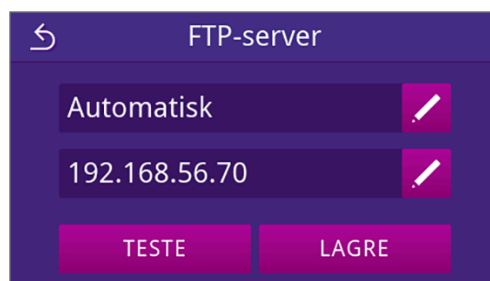 FTP-server
Automatisk
192.168.56.70
TESTE LAGRE